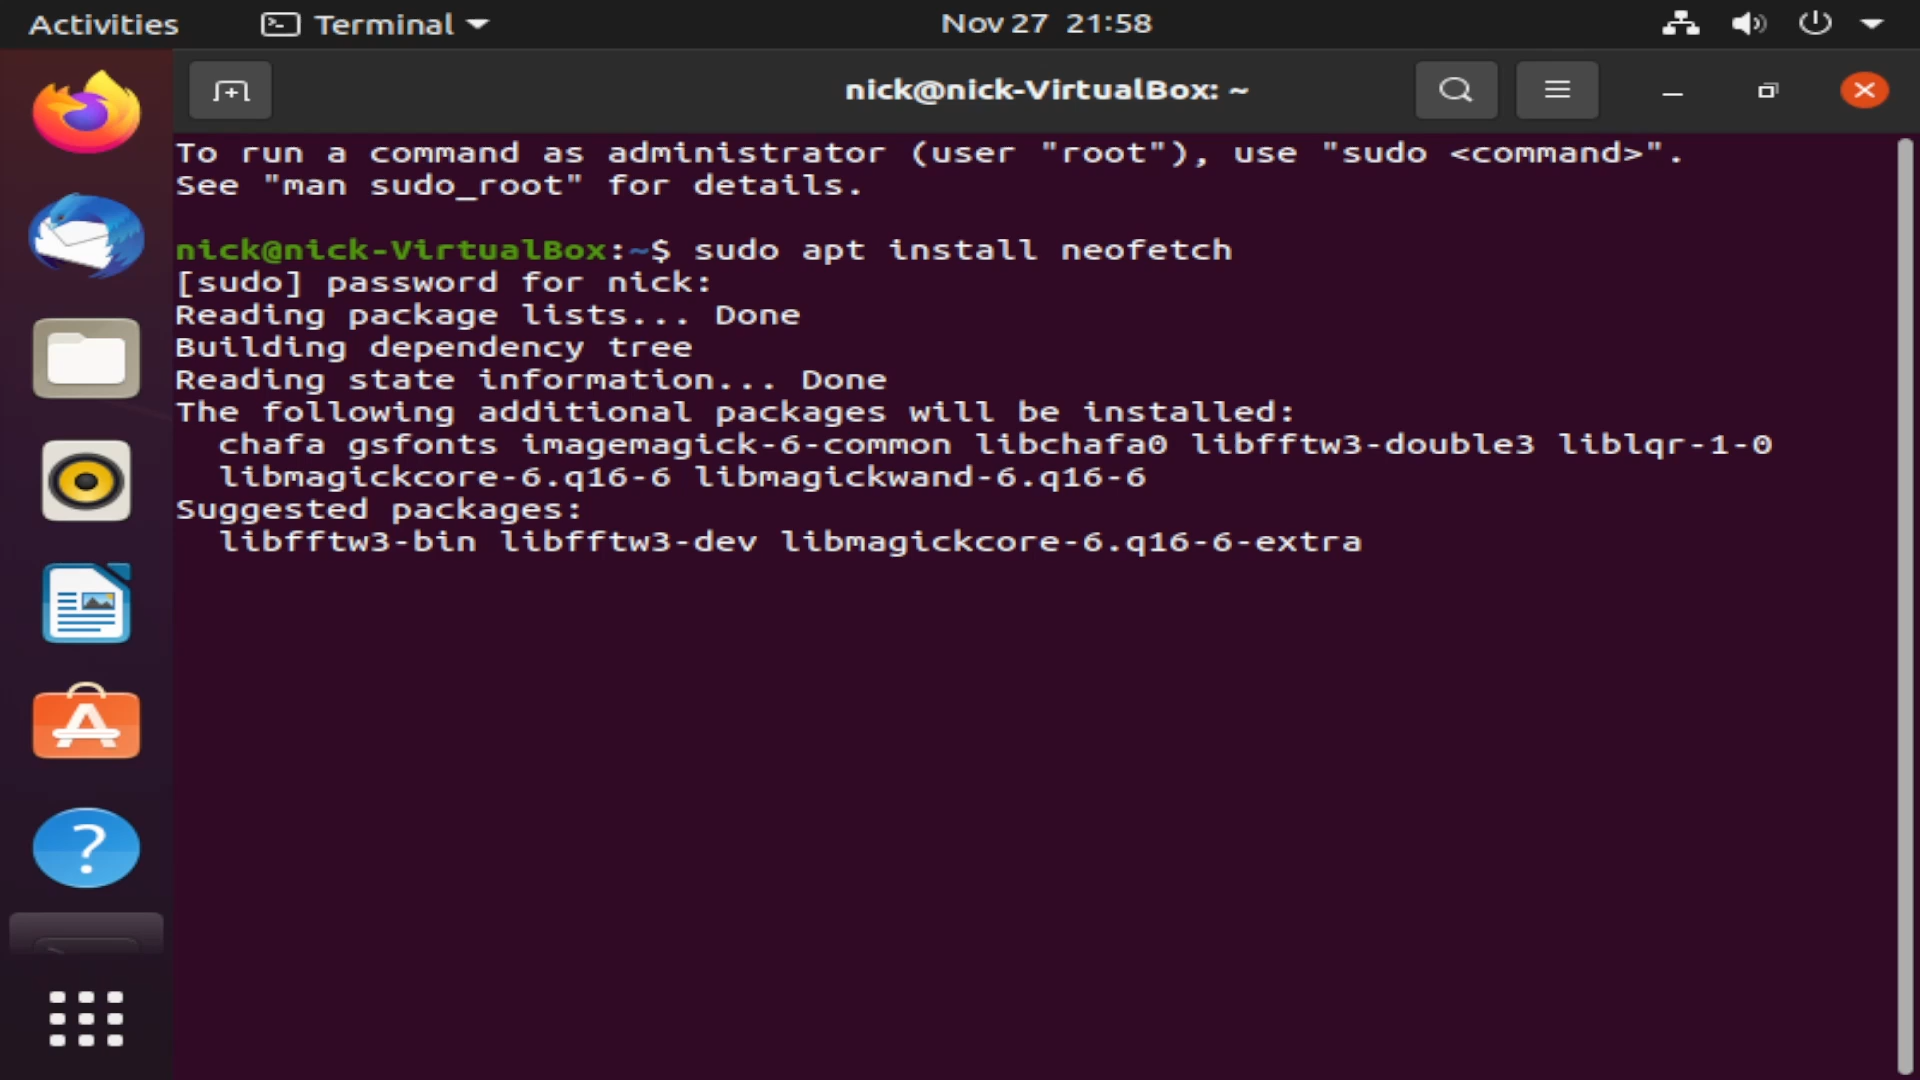 Activities
Terminal
Nov 27 21:58
nick@nick-VirtualBox: ~
To run a command as administrator (user "root"), use "sudo <command>".
See "man sudo_root" for details.
nick@nick-VirtualBox:~$ sudo apt install neofetch
[sudo] password for nick:
Reading package lists... Done
Building dependency tree
Reading state information... Done
The following additional packages will be installed:
chafa gsfonts imagemagick-6-common libchafa0 libfftw3-double3 liblqr-1-0
libmagickcore-6.q16-6 libmagickwand-6.q16-6
Suggested packages:
libfftw3-bin libfftw3-dev libmagickcore-6.q16-6-extra